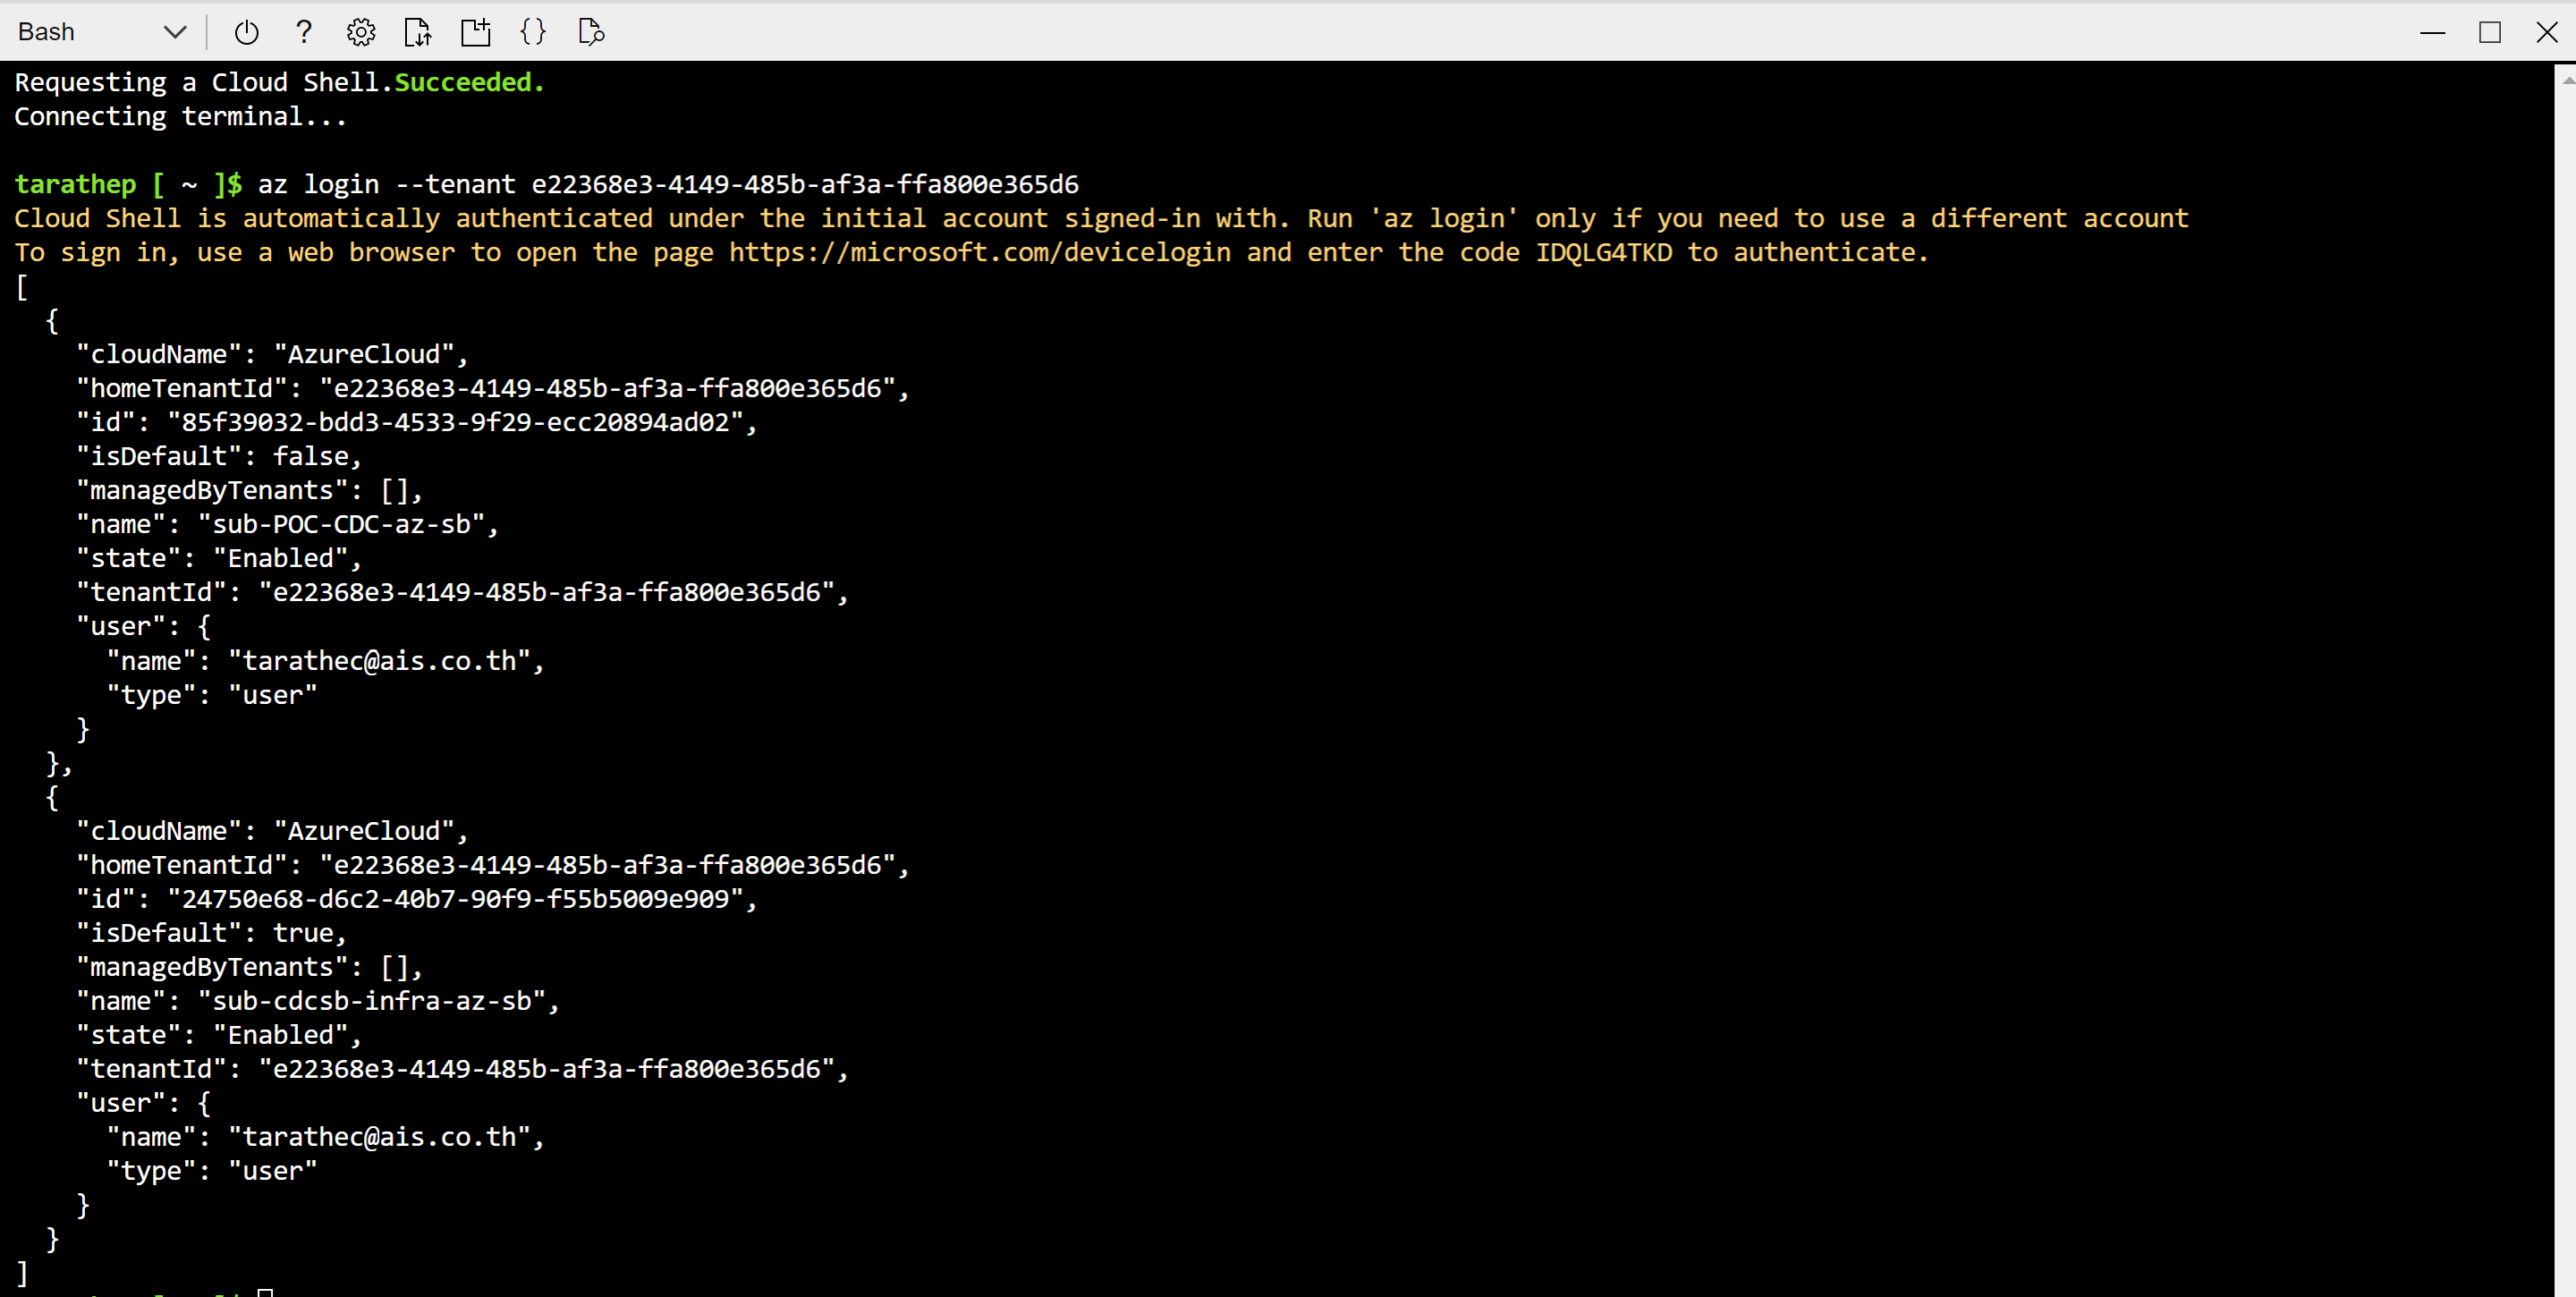 Bash
Requesting a Cloud Shell.Succeeded.
Connecting terminal...
tarathep [ ~ ]$ az login --tenant e22368e3-4149-485b-af3a-ffa800e365d6
Cloud Shell is automatically authenticated under the initial account signed-in with. Run 'az login' only if you need to use a different account
To sign in, use a web browser to open the page https://microsoft.com/devicelogin and enter the code IDQLG4TKD to authenticate.
[
  {
    "cloudName": "AzureCloud",
    "homeTenantId": "e22368e3-4149-485b-af3a-ffa800e365d6",
    "id": "85f39032-bdd3-4533-9f29-ecc20894ad02",
    "isDefault": false,
    "managedByTenants": [],
    "name": "sub-POC-CDC-az-sb",
    "state": "Enabled",
    "tenantId": "e22368e3-4149-485b-af3a-ffa800e365d6",
    "user": {
      "name": "tarathec@ais.co.th",
      "type": "user"
    }
  },
  {
    "cloudName": "AzureCloud",
    "homeTenantId": "e22368e3-4149-485b-af3a-ffa800e365d6",
    "id": "24750e68-d6c2-40b7-90f9-f55b5009e909",
    "isDefault": true,
    "managedByTenants": [],
    "name": "sub-cdcsb-infra-az-sb",
    "state": "Enabled",
    "tenantId": "e22368e3-4149-485b-af3a-ffa800e365d6",
    "user": {
      "name": "tarathec@ais.co.th",
      "type": "user"
    }
  }
]